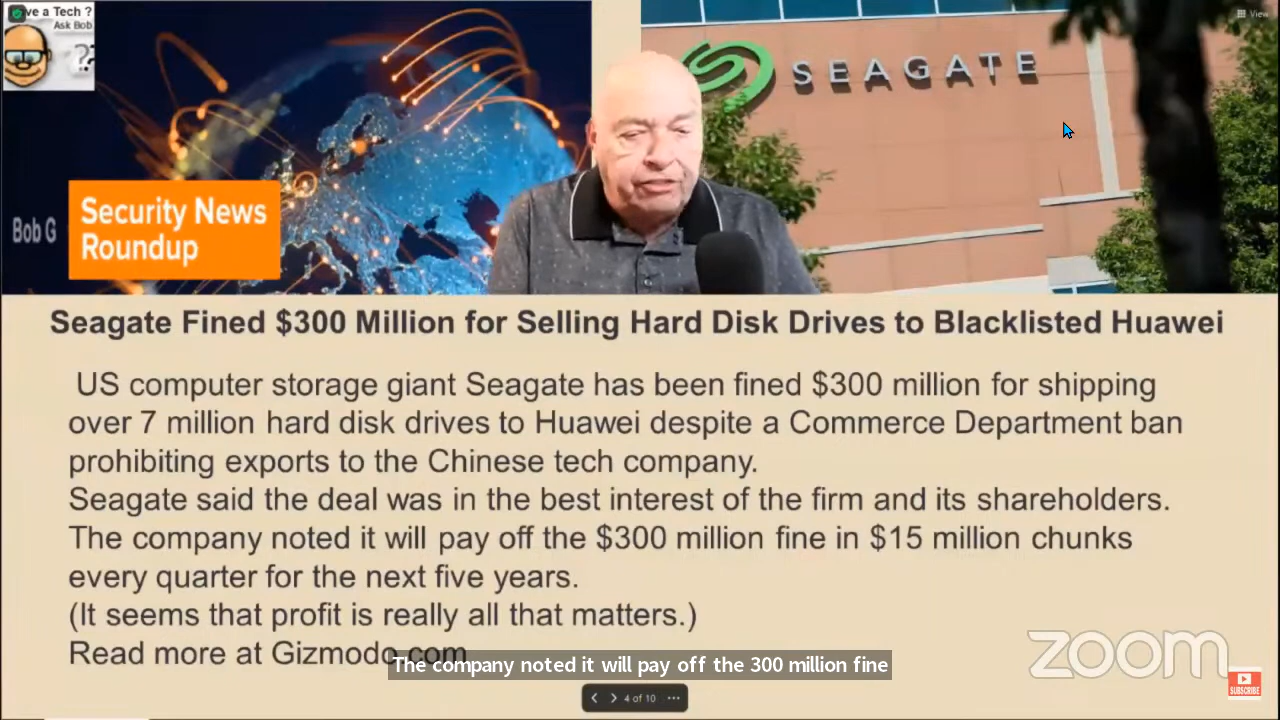 ve a Tech ?
Ask Bob
??
View
SEAGATE
Bob G
Security News
Roundup
Seagate Fined $300 Million for Selling Hard Disk Drives to Blacklisted Huawei
US computer storage giant Seagate has been fined $300 million for shipping
over 7 million hard disk drives to Huawei despite a Commerce Department ban
prohibiting exports to the Chinese tech company.
Seagate said the deal was in the best interest of the firm and its shareholders.
The company noted it will pay off the $300 million fine in $15 million chunks
every quarter for the next five years.
(It seems that profit is really all that matters.)
Read more at Gizmodo.com
The company noted it will pay off the 300 million fine
zoom
SUBSCRIBE
4 of 10